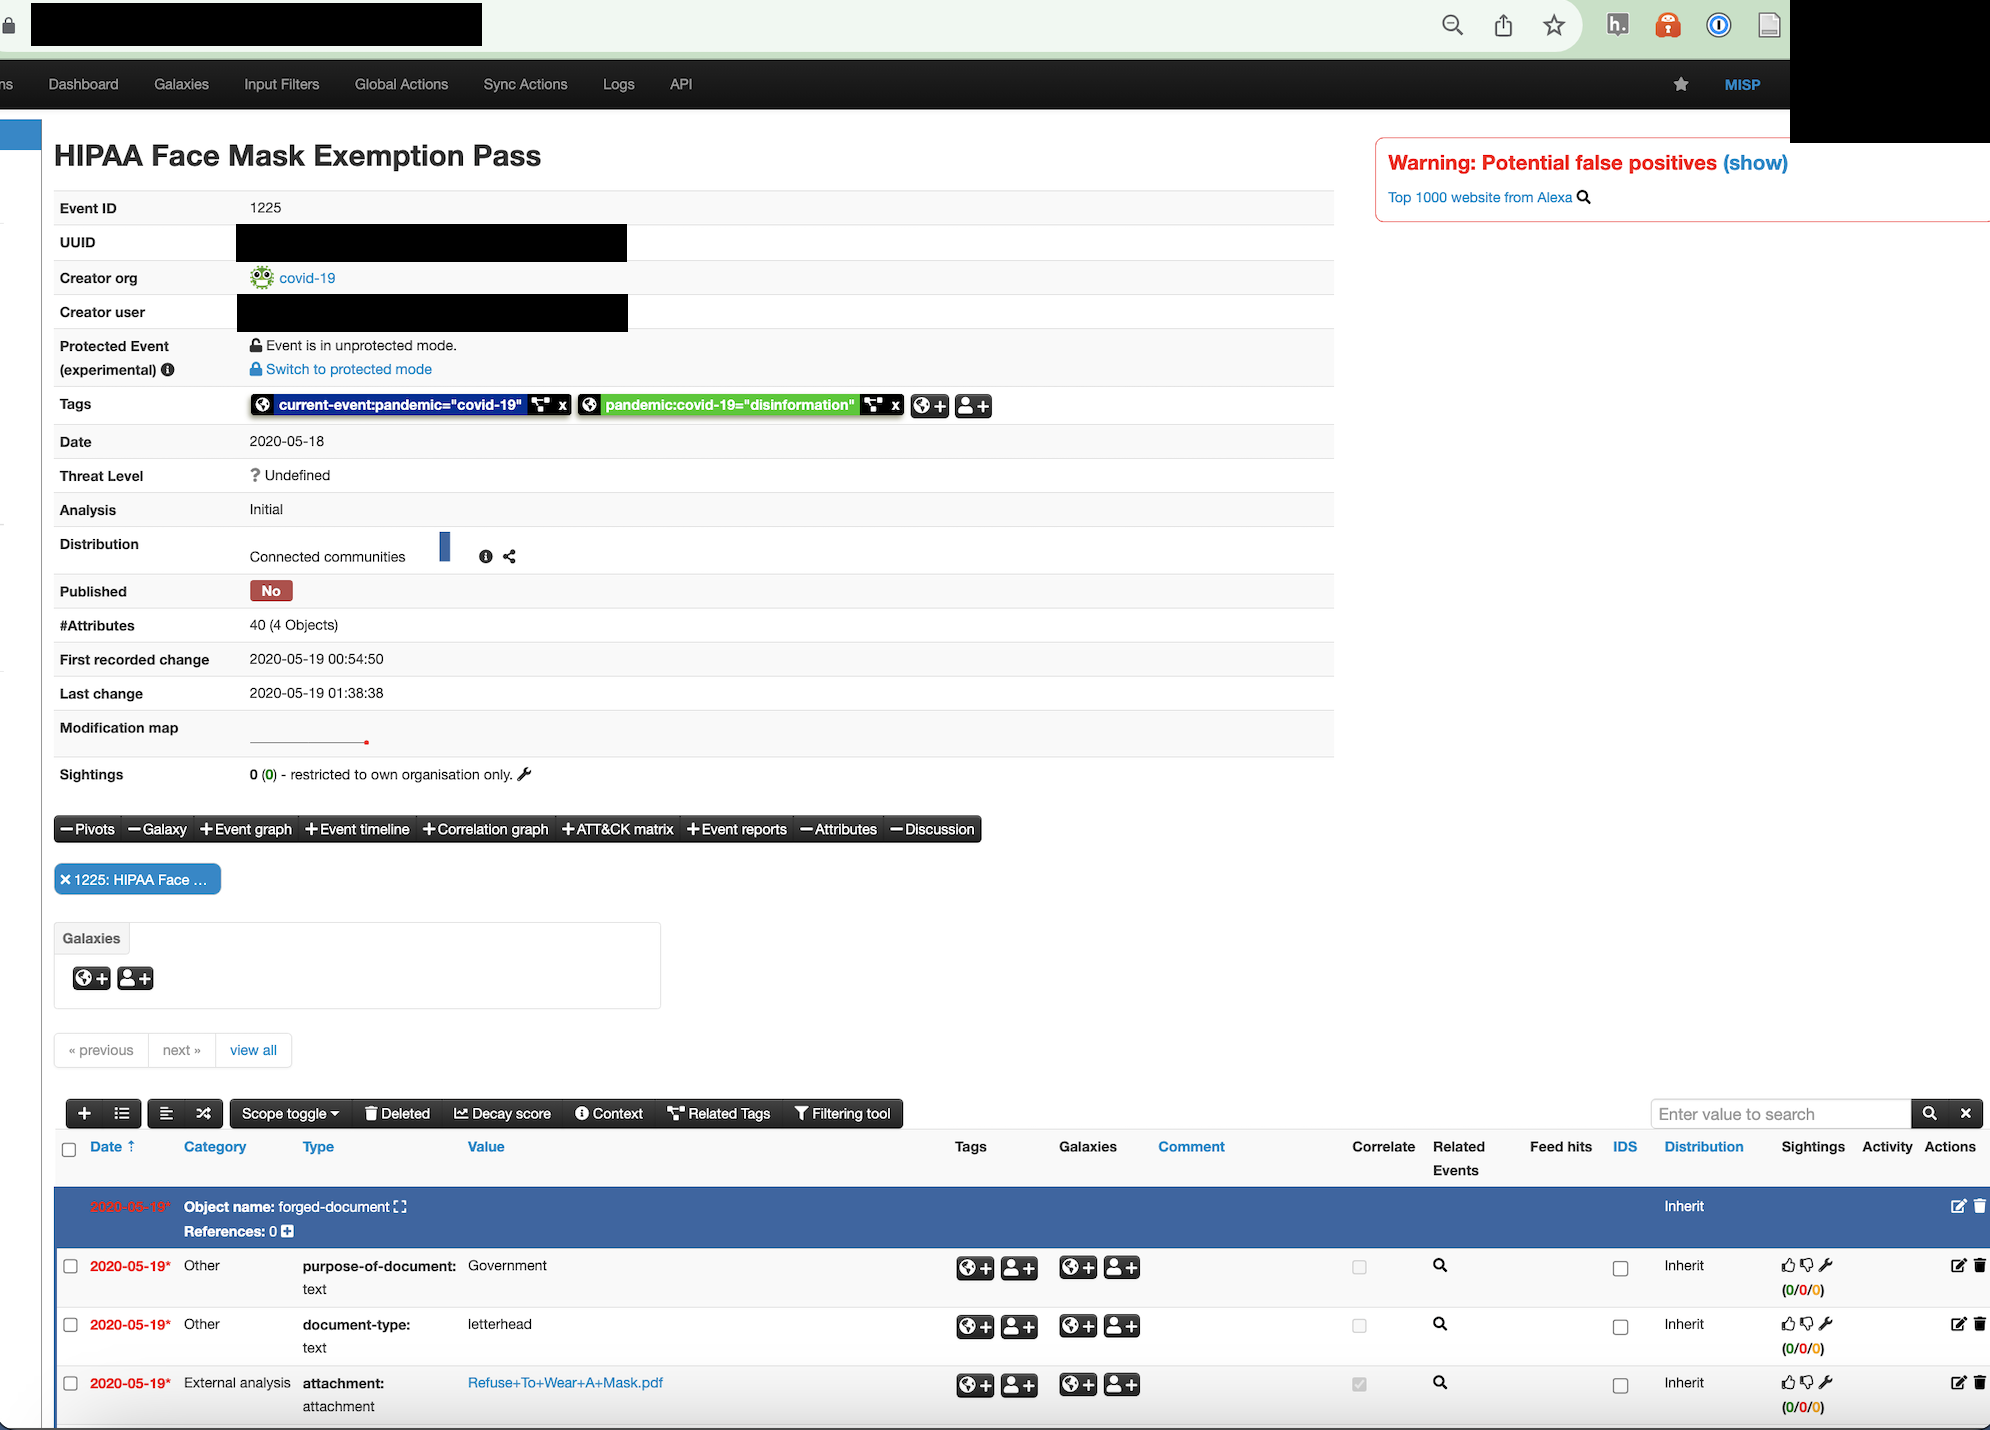 ns Dashboard Galaxies Input Filters Global Actions Sync Actions Logs API MISP
HIPAA Face Mask Exemption Pass
Warning: Potential false positives (show)
Top 1000 website from Alexa
Event ID 1225
UUID
Creator org covid-19
Creator user
Protected Event Event is in unprotected mode.
(experimental) Switch to protected mode
Tags current-event:pandemic="covid-19" x pandemic:covid-19="disinformation" x
Date 2020-05-18
Threat Level ? Undefined
Analysis Initial
Distribution Connected communities
Published No
#Attributes 40 (4 Objects)
First recorded change 2020-05-19 00:54:50
Last change 2020-05-19 01:38:38
Modification map
Sightings 0 (0) - restricted to own organisation only.
−Pivots −Galaxy +Event graph +Event timeline +Correlation graph +ATT&CK matrix +Event reports −Attributes −Discussion
×1225: HIPAA Face ...
Galaxies
« previous next » view all
Scope toggle Deleted Decay score Context Related Tags Filtering tool Enter value to search
Date ↑ Category Type Value Tags Galaxies Comment Correlate Related Events Feed hits IDS Distribution Sightings Activity Actions
2020-05-19* Object name: forged-document Inherit
References: 0
2020-05-19* Other purpose-of-document: Government Inherit
text (0/0/0)
2020-05-19* Other document-type: letterhead Inherit
text (0/0/0)
2020-05-19* External analysis attachment: Refuse+To+Wear+A+Mask.pdf Inherit
attachment (0/0/0)